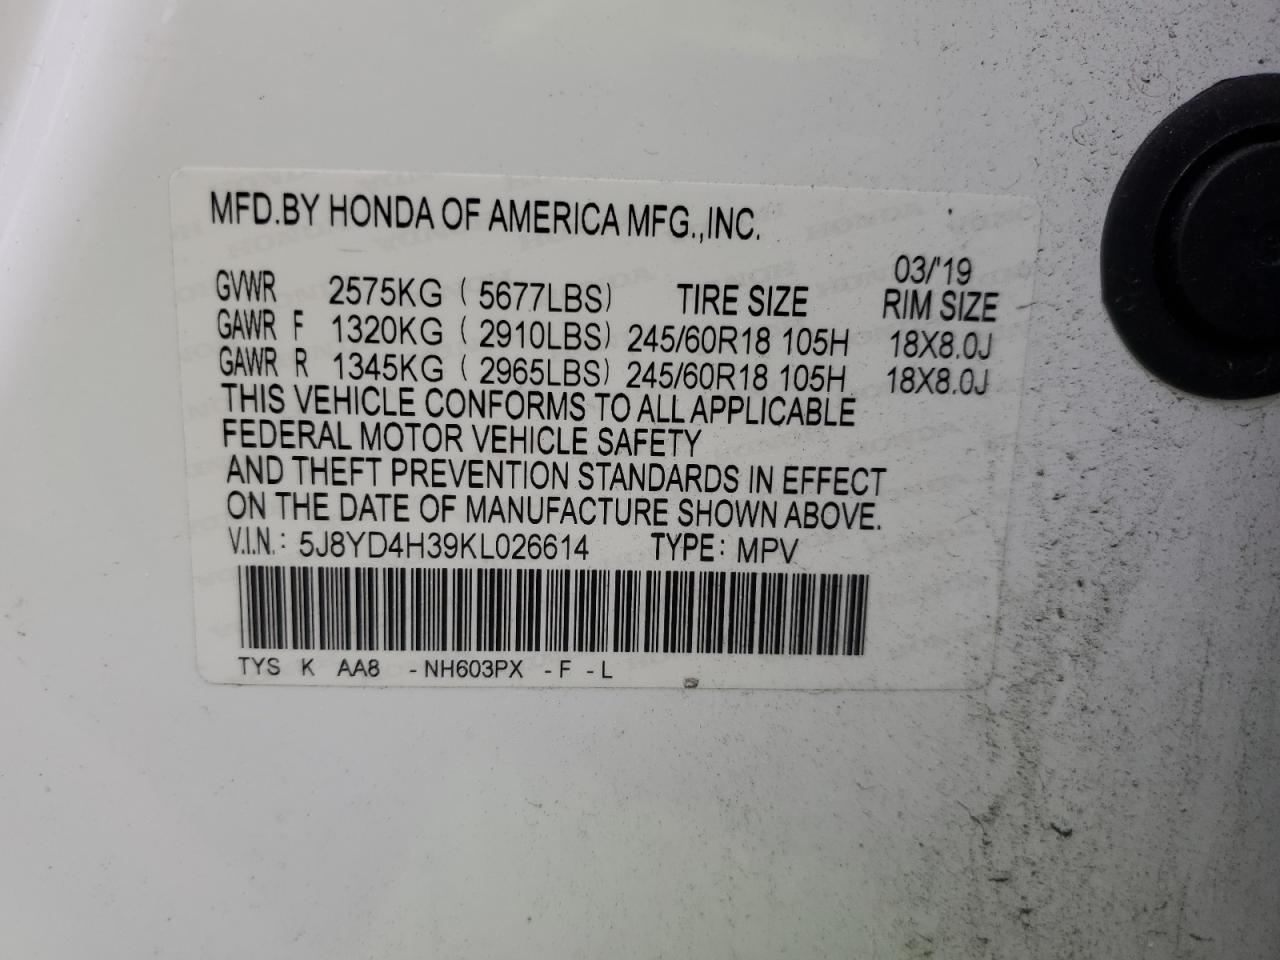 MFD.BY HONDA OF AMERICA MFG.,INC.
03/'19
GVWR 2575KG ( 5677LBS) TIRE SIZE RIM SIZE
GAWR F 1320KG ( 2910LBS) 245/60R18 105H 18X8.0J
GAWR R 1345KG ( 2965LBS) 245/60R18 105H 18X8.0J
THIS VEHICLE CONFORMS TO ALL APPLICABLE
FEDERAL MOTOR VEHICLE SAFETY
AND THEFT PREVENTION STANDARDS IN EFFECT
ON THE DATE OF MANUFACTURE SHOWN ABOVE.
V.I.N.: 5J8YD4H39KL026614 TYPE: MPV
TYS K AA8 -NH603PX -F -L